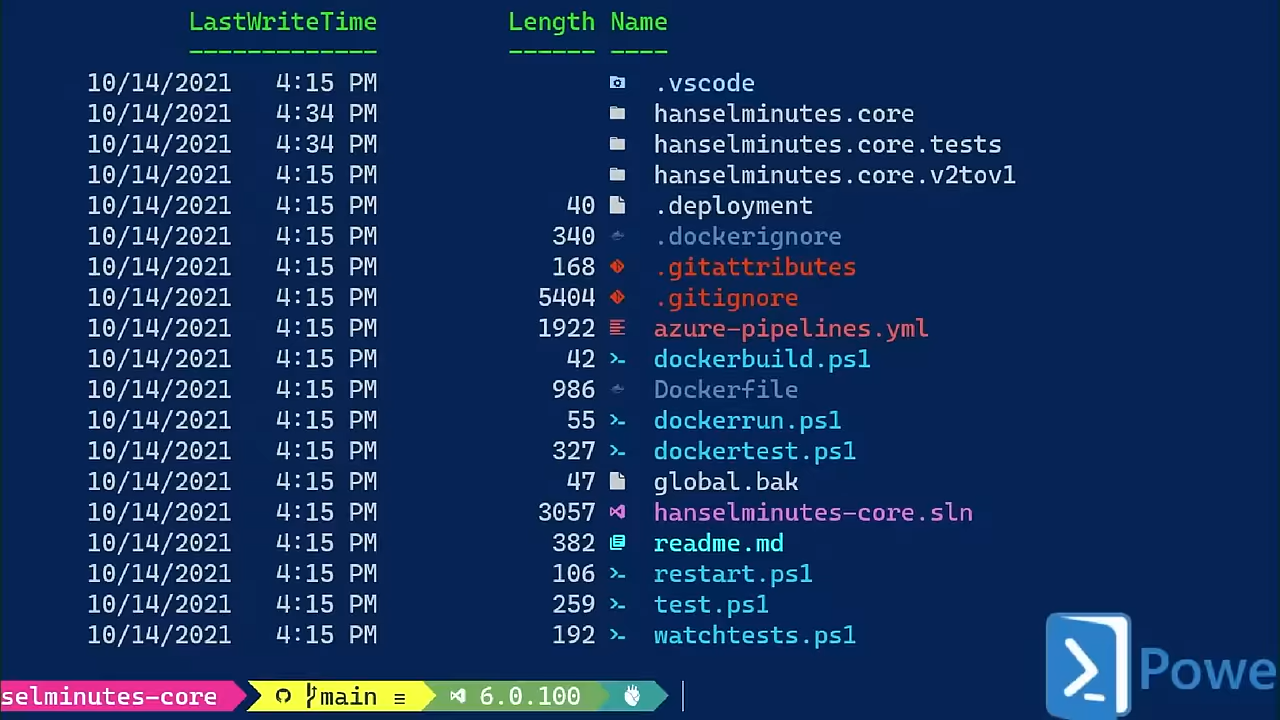 LastWriteTime Length Name
------------- ------ ----
10/14/2021 4:15 PM .vscode
10/14/2021 4:34 PM hanselminutes.core
10/14/2021 4:34 PM hanselminutes.core.tests
10/14/2021 4:15 PM hanselminutes.core.v2tov1
10/14/2021 4:15 PM 40 .deployment
10/14/2021 4:15 PM 340 .dockerignore
10/14/2021 4:15 PM 168 .gitattributes
10/14/2021 4:15 PM 5404 .gitignore
10/14/2021 4:15 PM 1922 azure-pipelines.yml
10/14/2021 4:15 PM 42 dockerbuild.ps1
10/14/2021 4:15 PM 986 Dockerfile
10/14/2021 4:15 PM 55 dockerrun.ps1
10/14/2021 4:15 PM 327 dockertest.ps1
10/14/2021 4:15 PM 47 global.bak
10/14/2021 4:15 PM 3057 hanselminutes-core.sln
10/14/2021 4:15 PM 382 readme.md
10/14/2021 4:15 PM 106 restart.ps1
10/14/2021 4:15 PM 259 test.ps1
10/14/2021 4:15 PM 192 watchtests.ps1
selminutes-core main ≡ 6.0.100
Powe